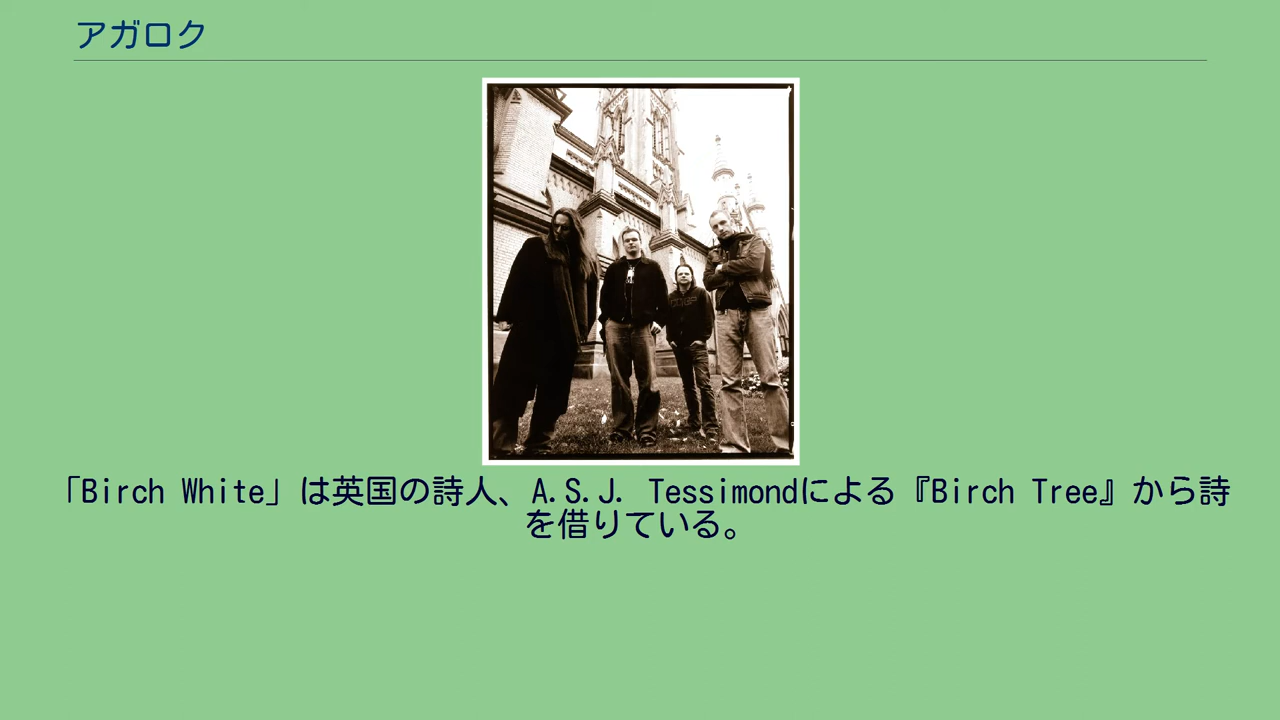 アガロク
「Birch White」は英国の詩人、A.S.J. Tessimondによる『Birch Tree』から詩
を借りている。